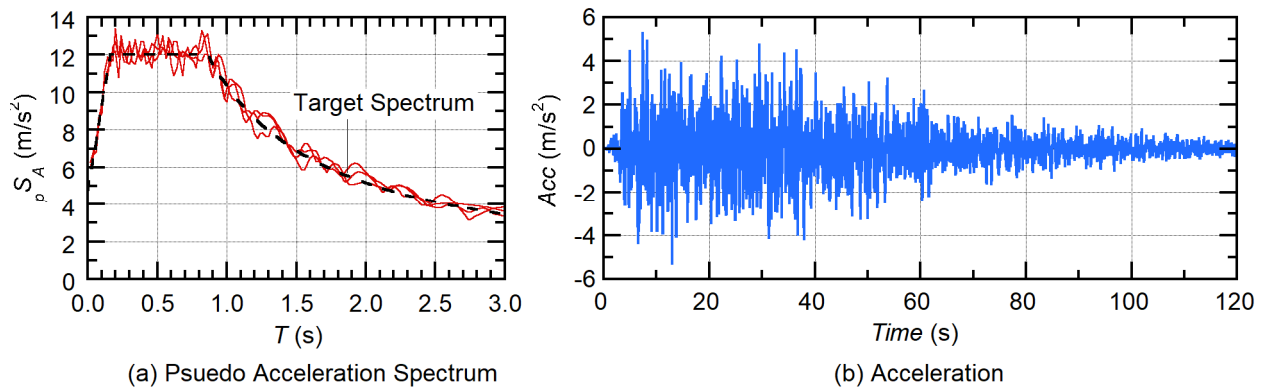 14
12
10
8
6
4
2
0
pSA (m/s²)
Target Spectrum
0.0 0.5 1.0 1.5 2.0 2.5 3.0
T (s)
(a) Psuedo Acceleration Spectrum
6
4
2
0
-2
-4
-6
Acc (m/s²)
0 20 40 60 80 100 120
Time (s)
(b) Acceleration